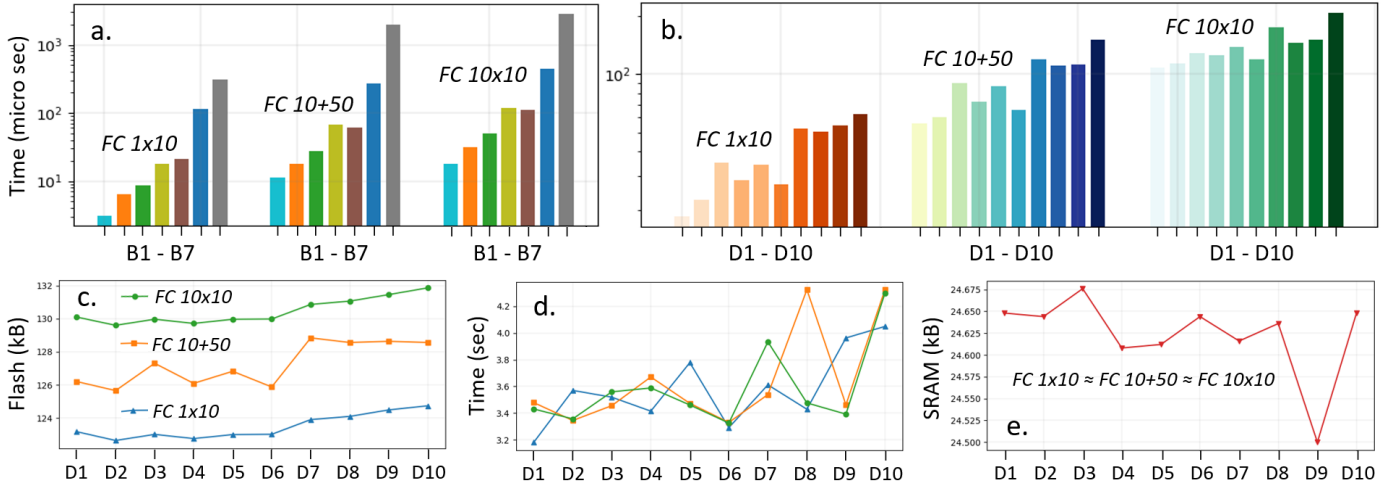 a.
Time (micro sec)
10³
10²
10¹
FC 1x10
FC 10+50
FC 10x10
B1 - B7
B1 - B7
B1 - B7
b.
10²
FC 1x10
FC 10+50
FC 10x10
D1 - D10
D1 - D10
D1 - D10
c.
Flash (kB)
132
130
128
126
124
FC 10x10
FC 10+50
FC 1x10
D1 D2 D3 D4 D5 D6 D7 D8 D9 D10
d.
Time (sec)
4.2
4.0
3.8
3.6
3.4
3.2
D1 D2 D3 D4 D5 D6 D7 D8 D9 D10
SRAM (kB)
24.675
24.650
24.625
24.600
24.575
24.550
24.525
24.500
FC 1x10 ≈ FC 10+50 ≈ FC 10x10
e.
D1 D2 D3 D4 D5 D6 D7 D8 D9 D10